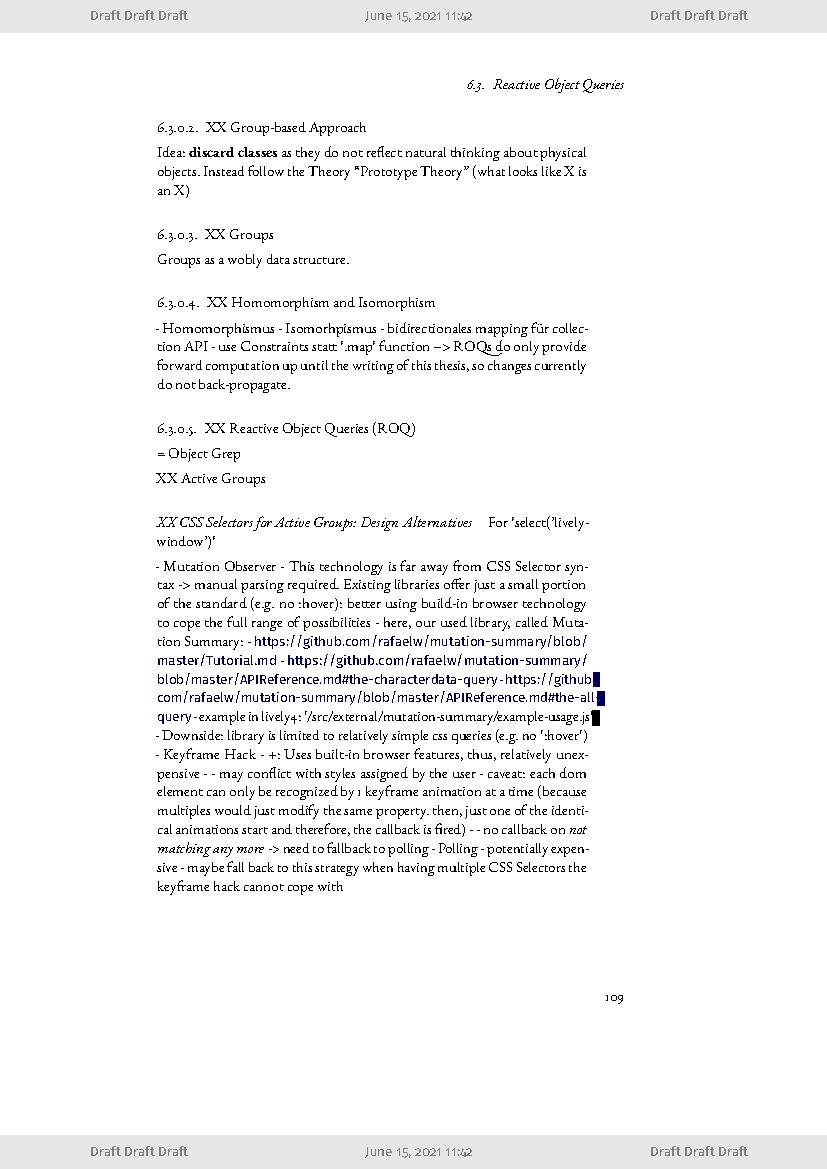 Draft Draft Draft June 15, 2021 11:42 Draft Draft Draft
6.3. Reactive Object Queries
6.3.0.2. XX Group-based Approach
Idea: discard classes as they do not reflect natural thinking about physical
objects. Instead follow the Theory “Prototype Theory” (what looks like X is
an X)
6.3.0.3. XX Groups
Groups as a wobly data structure.
6.3.0.4. XX Homomorphism and Isomorphism
- Homomorphismus - Isomorhpismus - bidirectionales mapping für collec-
tion API - use Constraints statt '.map' function –> ROQs do only provide
forward computation up until the writing of this thesis, so changes currently
do not back-propagate.
6.3.0.5. XX Reactive Object Queries (ROQ)
= Object Grep
XX Active Groups
XX CSS Selectors for Active Groups: Design Alternatives For 'select('lively-
window')'
- Mutation Observer - This technology is far away from CSS Selector syn-
tax -> manual parsing required. Existing libraries offer just a small portion
of the standard (e.g. no :hover): better using build-in browser technology
to cope the full range of possibilities - here, our used library, called Muta-
tion Summary: - https://github.com/rafaelw/mutation-summary/blob/
master/Tutorial.md - https://github.com/rafaelw/mutation-summary/
blob/master/APIReference.md#the-characterdata-query - https://github.
com/rafaelw/mutation-summary/blob/master/APIReference.md#the-all-
query - example in lively4: '/src/external/mutation-summary/example-usage.js'
- Downside: library is limited to relatively simple css queries (e.g. no ':hover')
- Keyframe Hack - +: Uses built-in browser features, thus, relatively unex-
pensive - - may conflict with styles assigned by the user - caveat: each dom
element can only be recognized by 1 keyframe animation at a time (because
multiples would just modify the same property. then, just one of the identi-
cal animations start and therefore, the callback is fired) - - no callback on not
matching any more -> need to fallback to polling - Polling - potentially expen-
sive - maybe fall back to this strategy when having multiple CSS Selectors the
keyframe hack cannot cope with
109
Draft Draft Draft June 15, 2021 11:42 Draft Draft Draft